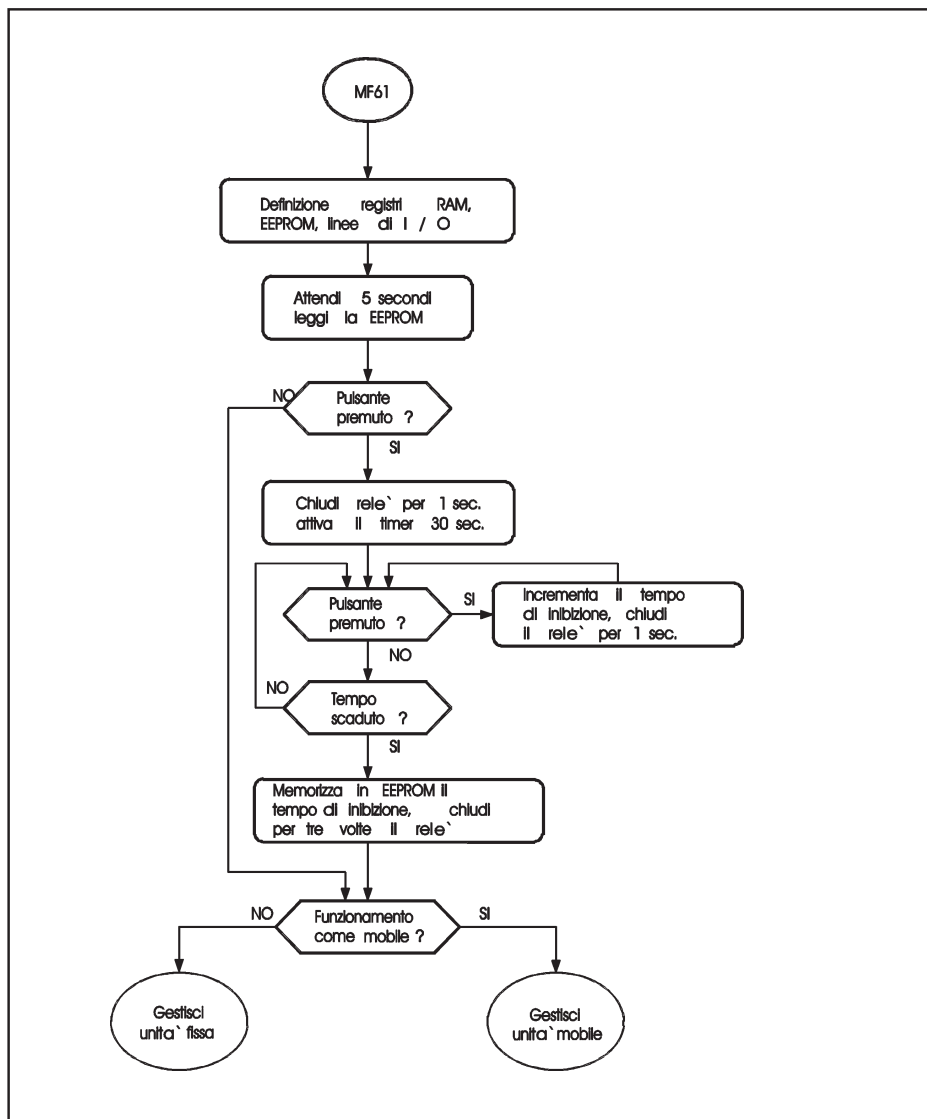 MF61
Definizione registri RAM,
EEPROM, linee di I / O
Attendi 5 secondi
leggi la EEPROM
NO
Pulsante
premuto ?
SI
Chiudi rele` per 1 sec.
attiva il timer 30 sec.
Pulsante
premuto ?
SI
Incrementa il tempo
di inibizione, chiudi
il rele` per 1 sec.
NO
NO
Tempo
scaduto ?
SI
Memorizza in EEPROM il
tempo di inibizione, chiudi
per tre volte il rele`
NO
Funzionamento
come mobile ?
SI
Gestisci
unita` fissa
Gestisci
unita` mobile